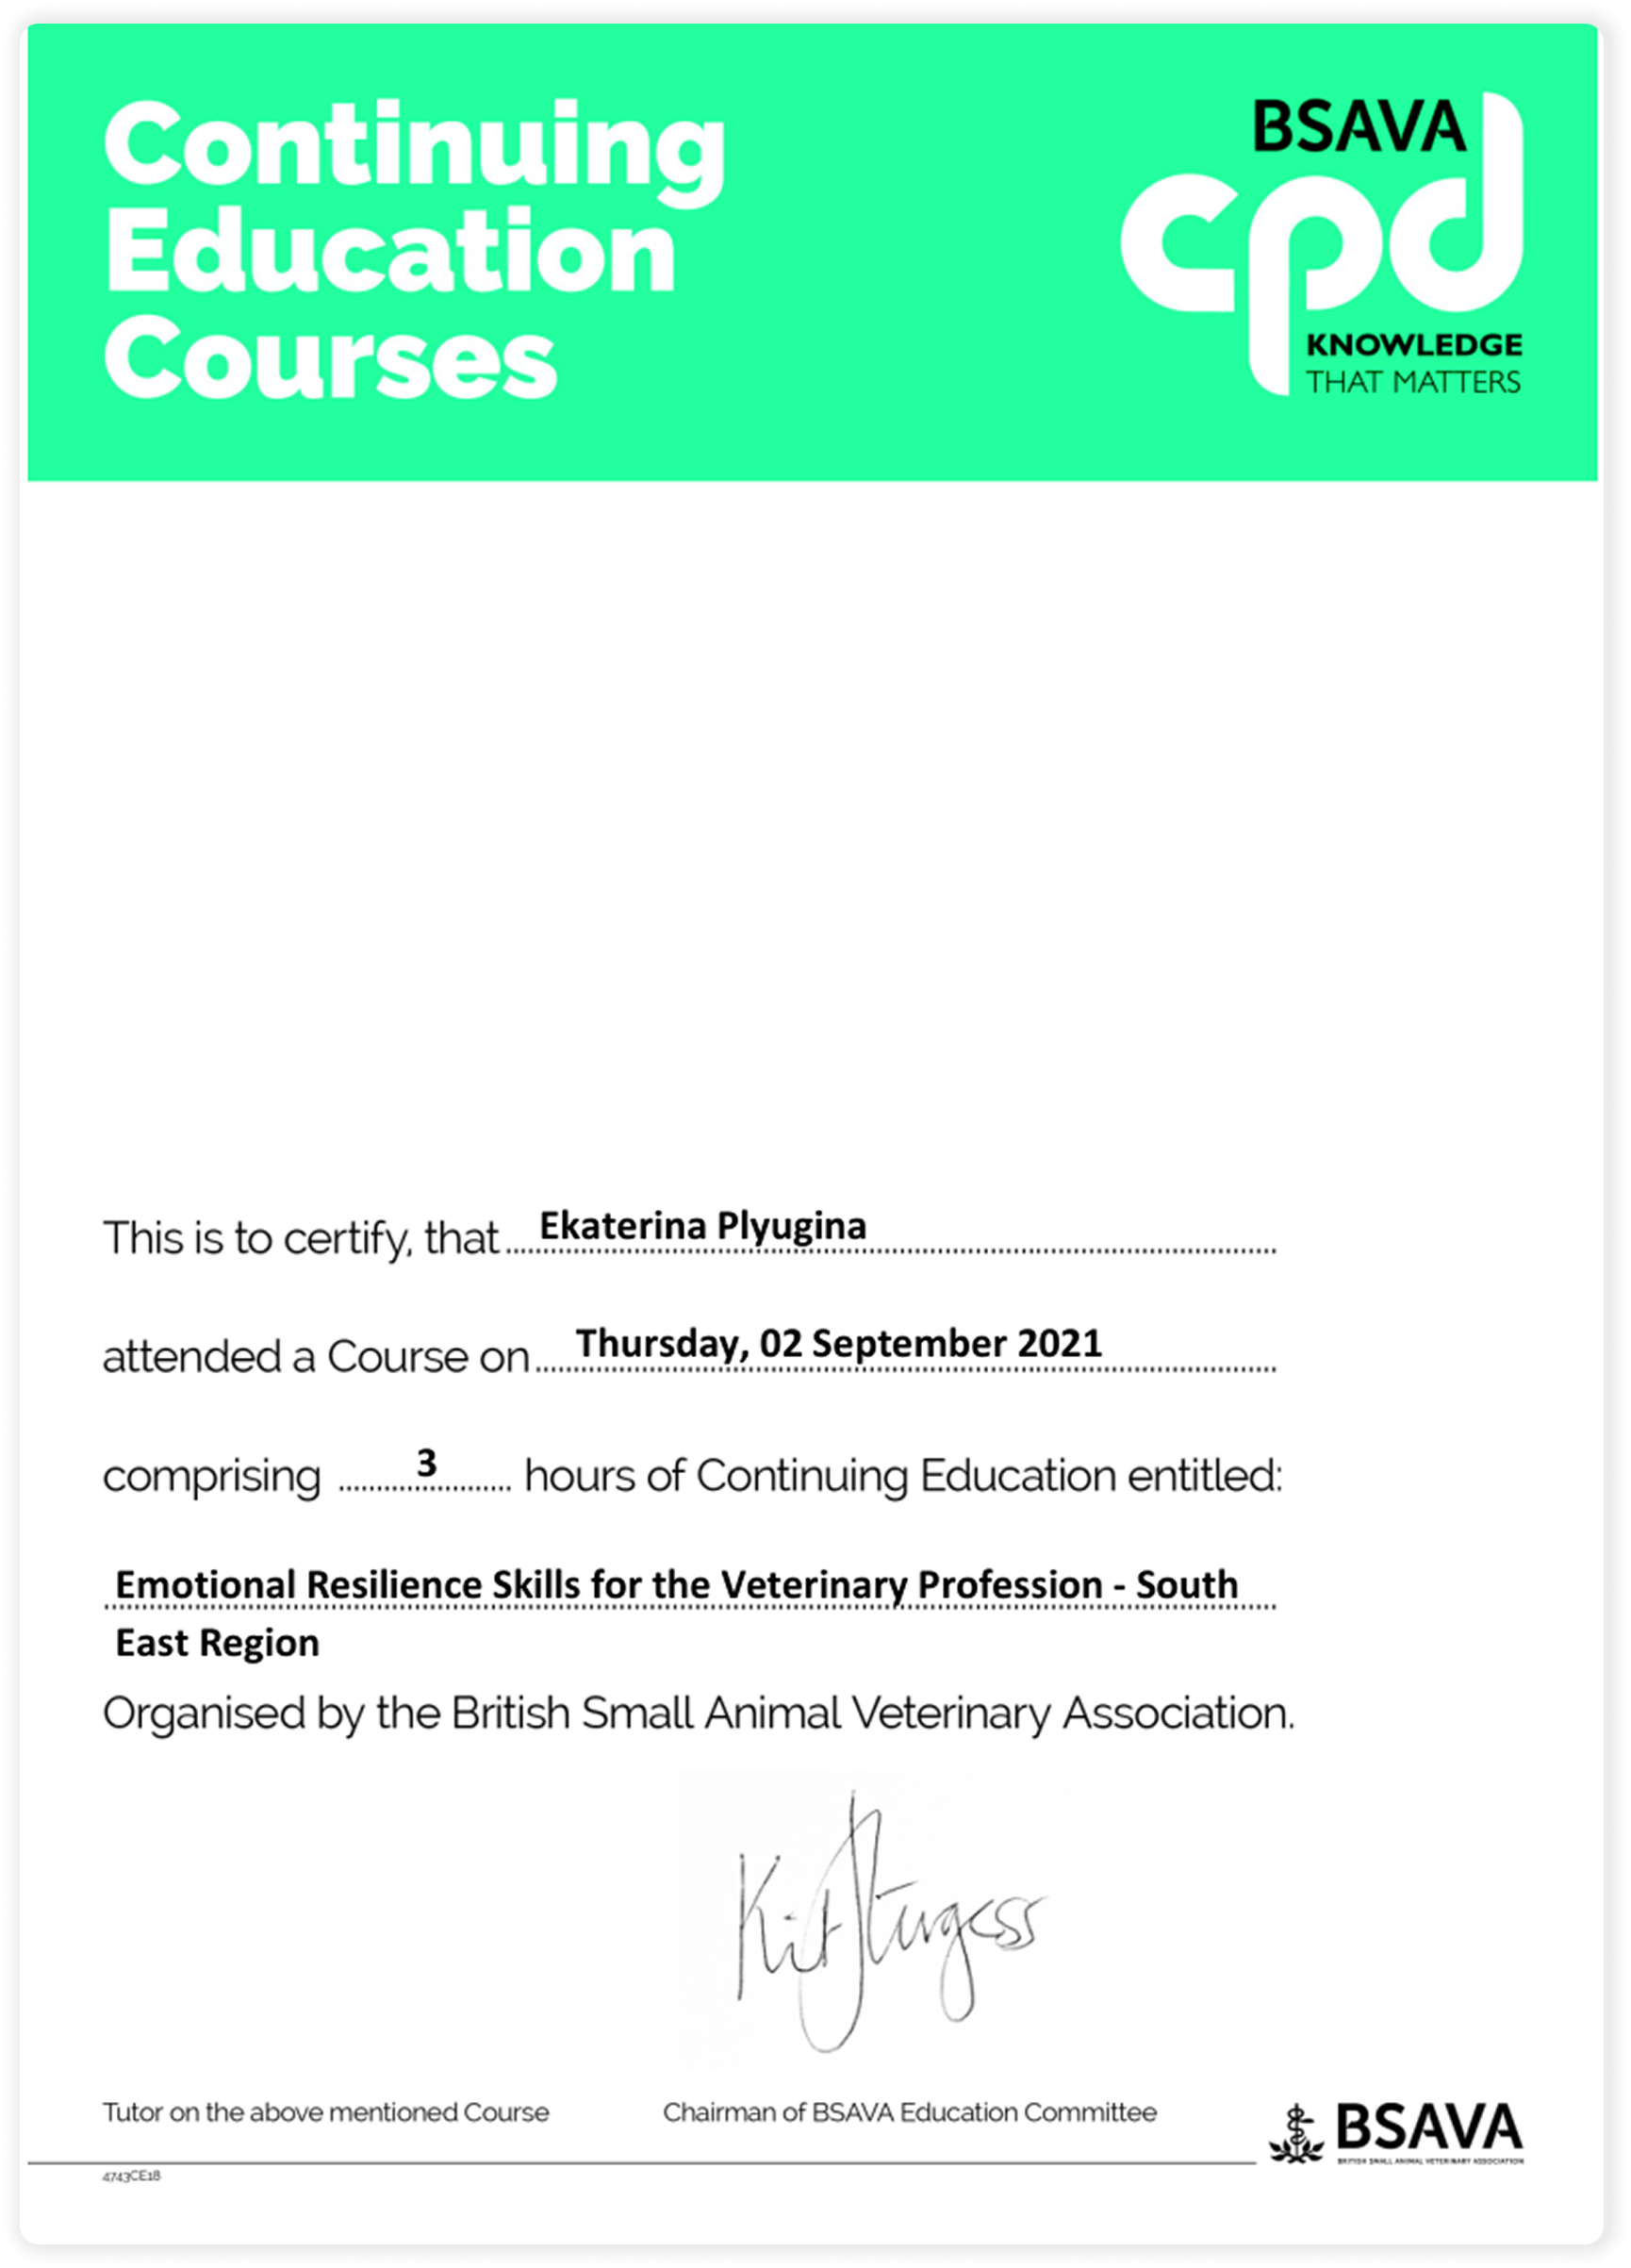 Continuing
Education
Courses
BSAVA
cpd
KNOWLEDGE
THAT MATTERS
This is to certify, that Ekaterina Plyugina
attended a Course on Thursday, 02 September 2021
comprising 3 hours of Continuing Education entitled:
Emotional Resilience Skills for the Veterinary Profession - South
East Region
Organised by the British Small Animal Veterinary Association.
Kit Sturgess
Tutor on the above mentioned Course
Chairman of BSAVA Education Committee
BSAVA
BRITISH SMALL ANIMAL VETERINARY ASSOCIATION
4743CE18